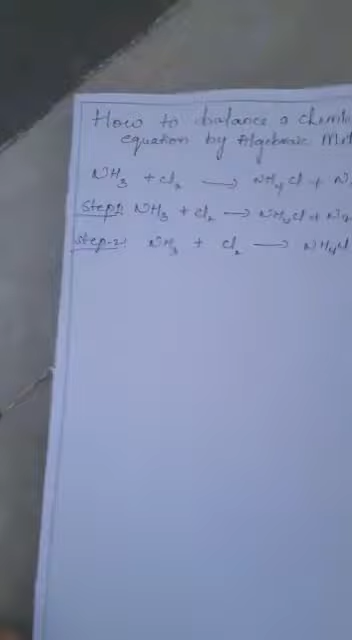 How to balance a chemi
equation by Algebraic Met
NH3 + Cl2 → NH4Cl + N
Step1: NH3 + Cl2 → NH4Cl + N2
Step-2: NH3 + Cl2 → NH4Cl